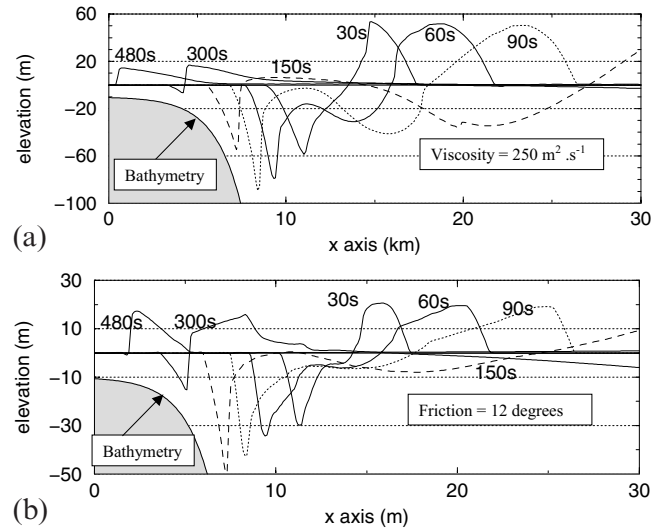 60
20
−20
−60
−100
elevation (m)
480s
300s
150s
30s
60s
90s
Bathymetry
Viscosity = 250 m² .s⁻¹
0
10
20
30
x axis (km)
(a)
30
10
−10
−30
−50
elevation (m)
480s
300s
30s
60s
90s
150s
Bathymetry
Friction = 12 degrees
0
10
20
30
x axis (m)
(b)